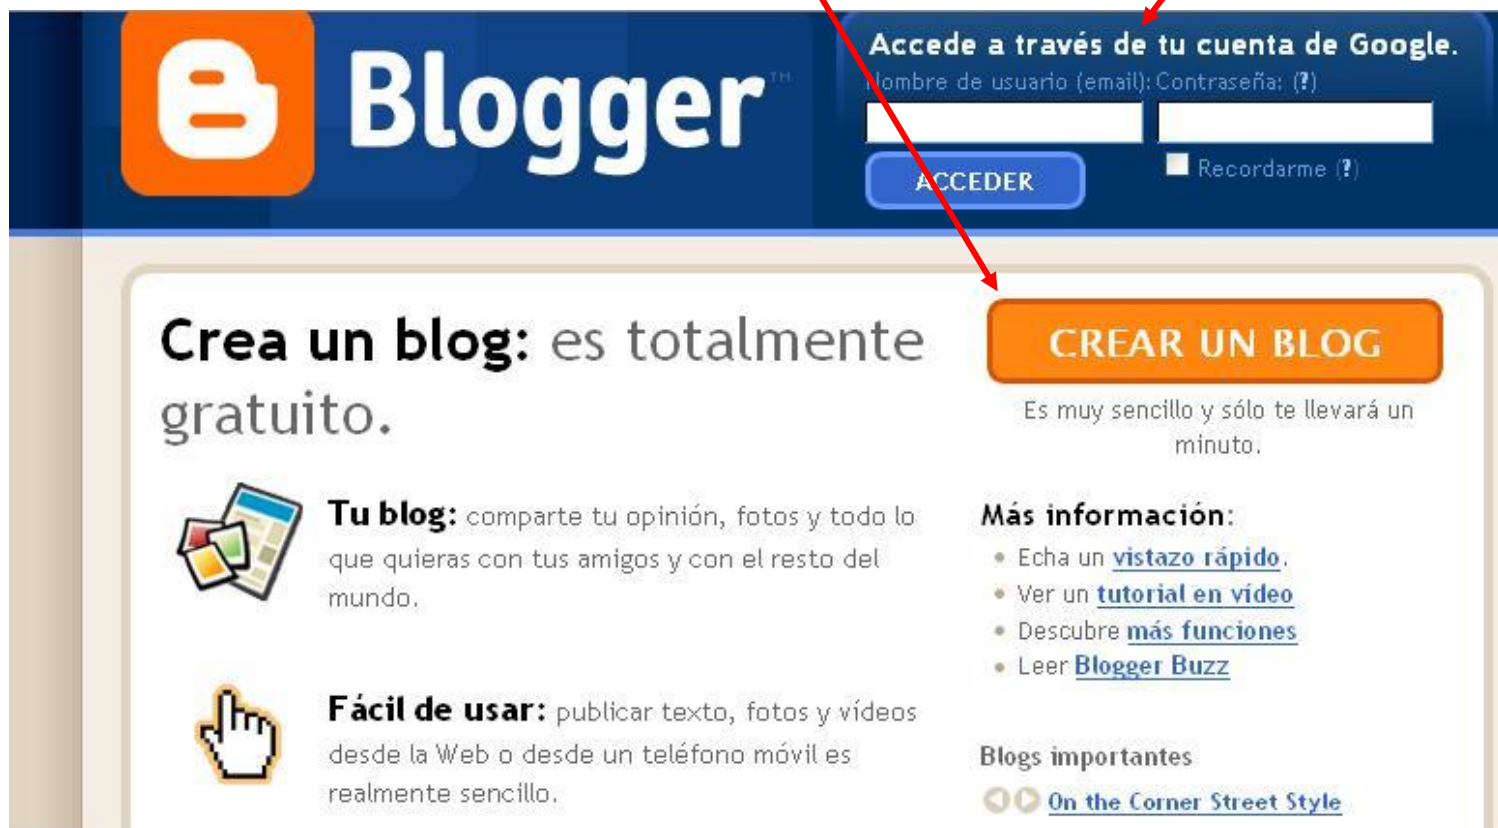 Blogger™
Accede a través de tu cuenta de Google.
Nombre de usuario (email): Contraseña: (?)
ACCEDER
Recordarme (?)
Crea un blog: es totalmente
gratuito.
CREAR UN BLOG
Es muy sencillo y sólo te llevará un
minuto.
Tu blog: comparte tu opinión, fotos y todo lo
que quieras con tus amigos y con el resto del
mundo.
Fácil de usar: publicar texto, fotos y vídeos
desde la Web o desde un teléfono móvil es
realmente sencillo.
Más información:
• Echa un vistazo rápido.
• Ver un tutorial en vídeo
• Descubre más funciones
• Leer Blogger Buzz
Blogs importantes
On the Corner Street Style